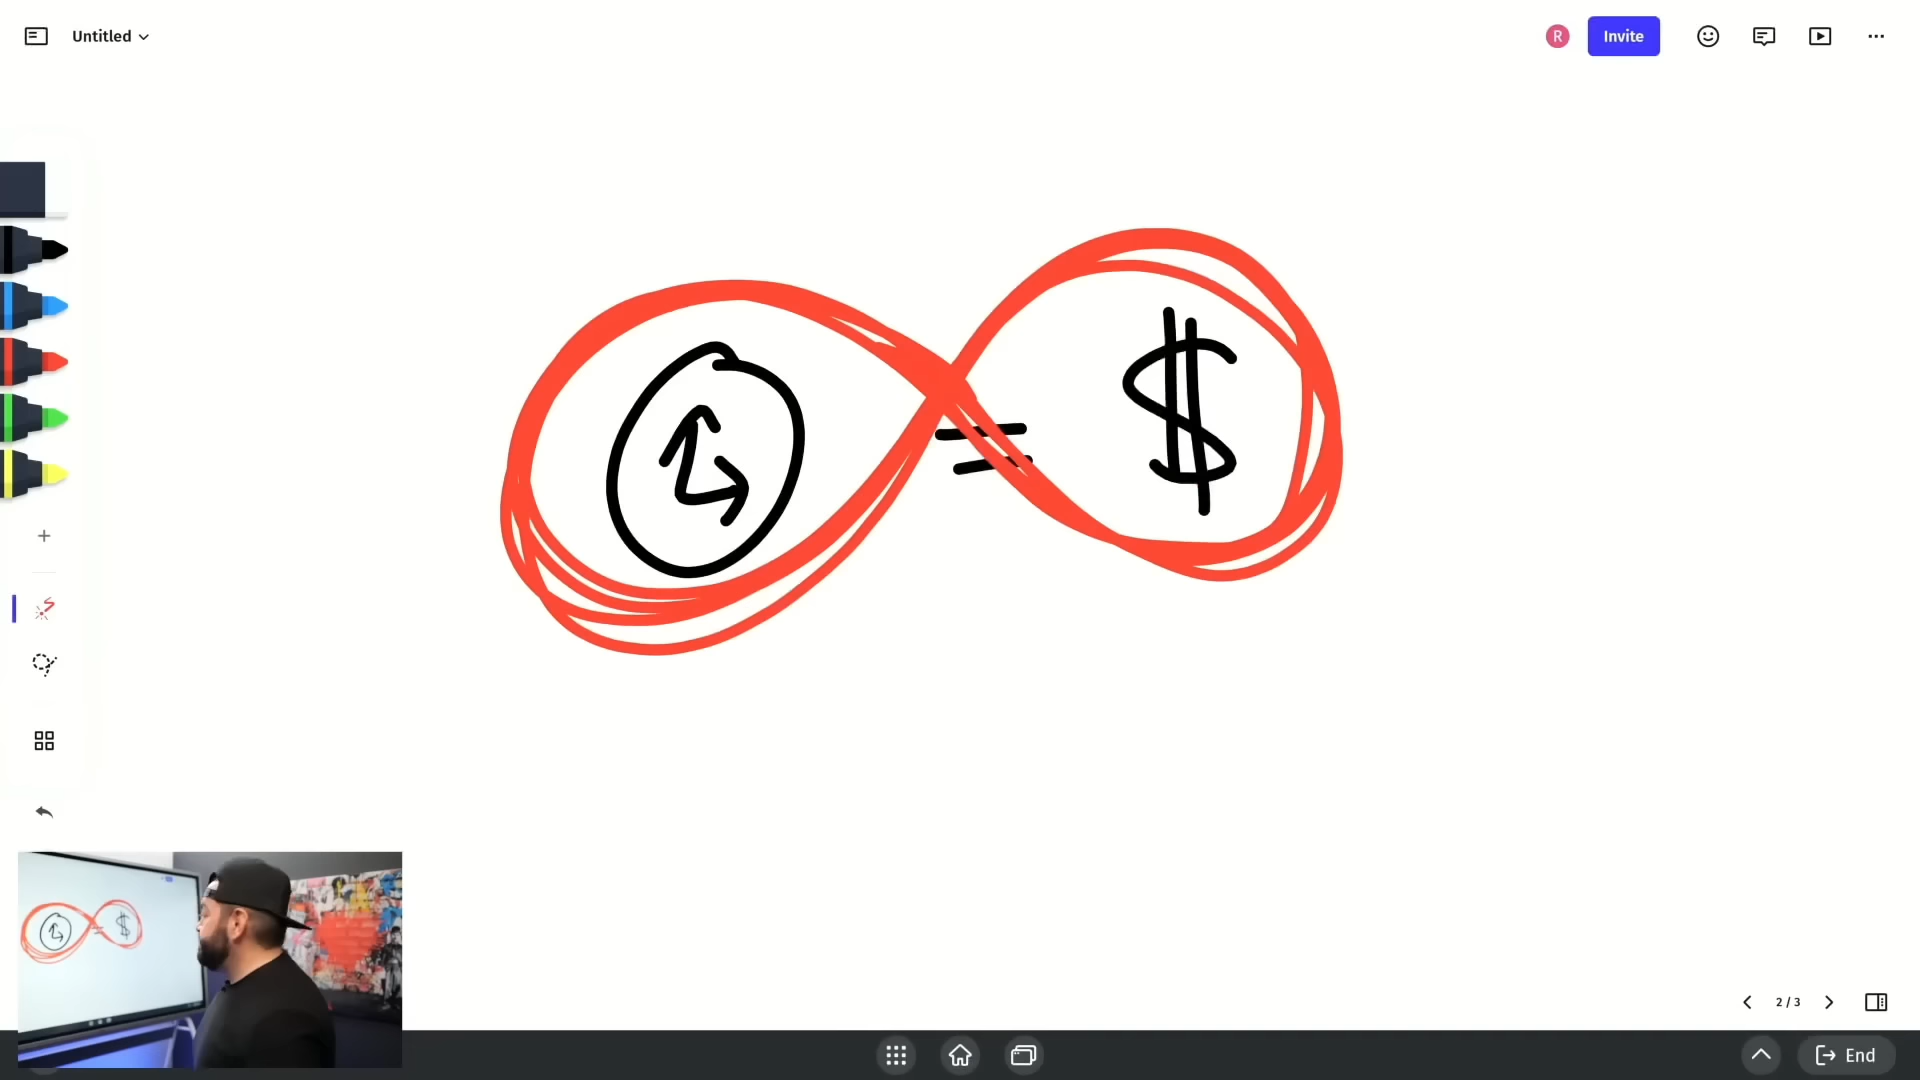 Untitled
R
Invite
= $
2 / 3
End